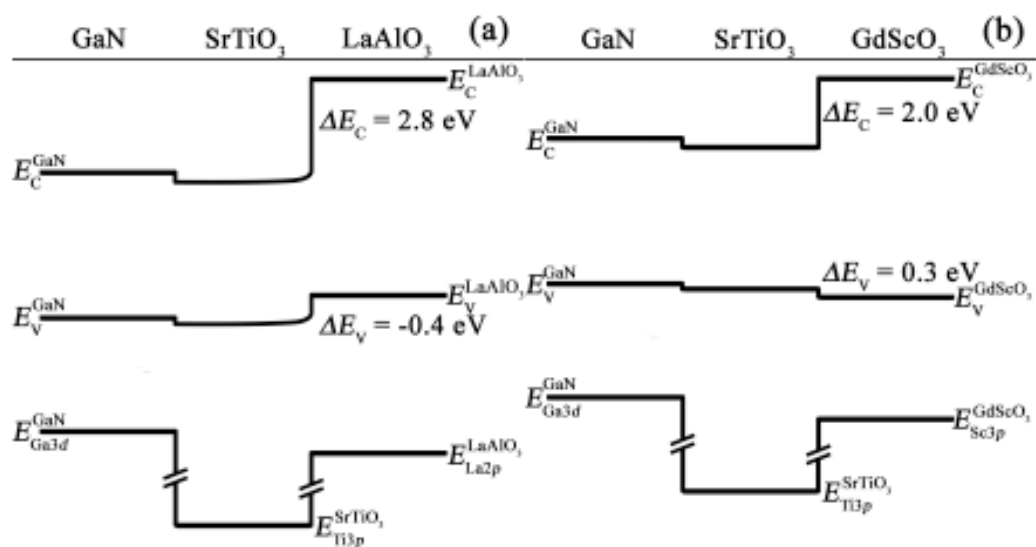 GaN SrTiO₃ LaAlO₃ (a)
E_C^LaAlO₃
ΔE_C = 2.8 eV
E_C^GaN
E_V^LaAlO₃
E_V^GaN
ΔE_V = -0.4 eV
E_Ga3d^GaN
E_La2p^LaAlO₃
E_Ti3p^SrTiO₃
GaN SrTiO₃ GdScO₃ (b)
E_C^GdScO₃
ΔE_C = 2.0 eV
E_C^GaN
ΔE_V = 0.3 eV
E_V^GaN
E_V^GdScO₃
E_Ga3d^GaN
E_Sc3p^GdScO₃
E_Ti3p^SrTiO₃